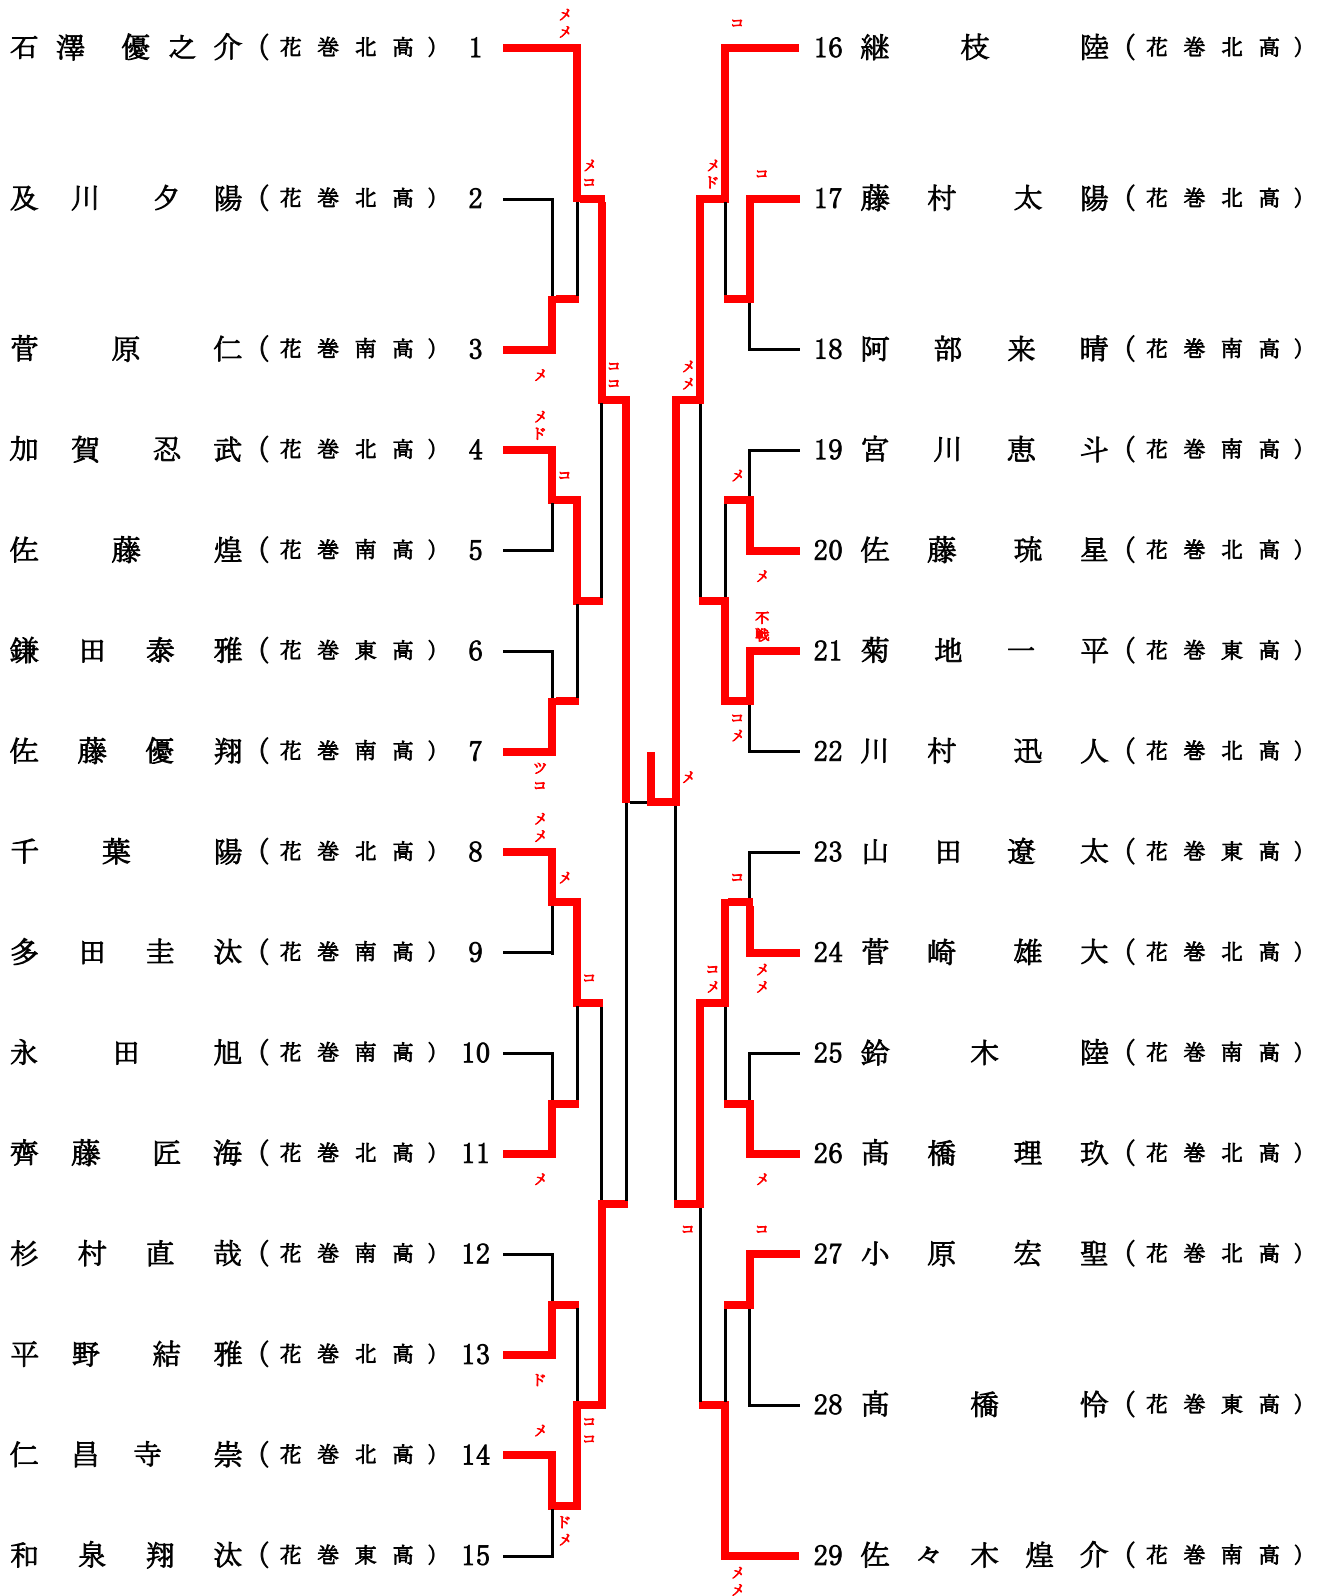 メメ
石澤優之介(花巻北高) 1
及川夕陽(花巻北高) 2
メコ
菅原仁(花巻南高) 3
メ
ココ
メド
加賀忍武(花巻北高) 4
コ
佐藤煌(花巻南高) 5
鎌田泰雅(花巻東高) 6
佐藤優翔(花巻南高) 7
ツコ
メメ
千葉陽(花巻北高) 8
メ
多田圭汰(花巻南高) 9
コ
永田旭(花巻南高) 10
齊藤匠海(花巻北高) 11
メ
杉村直哉(花巻南高) 12
平野結雅(花巻北高) 13
ド
ココ
メ
仁昌寺崇(花巻北高) 14
ドメ
和泉翔汰(花巻東高) 15
コ
16 継枝陸(花巻北高)
メド
コ
17 藤村太陽(花巻北高)
18 阿部来晴(花巻南高)
メメ
19 宮川恵斗(花巻南高)
メ
20 佐藤琉星(花巻北高)
メ
不戦
21 菊地一平(花巻東高)
コメ
22 川村迅人(花巻北高)
メ
23 山田遼太(花巻東高)
コ
24 菅崎雄大(花巻北高)
メメ
コメ
25 鈴木陸(花巻南高)
26 髙橋理玖(花巻北高)
メ
コ
コ
27 小原宏聖(花巻北高)
28 髙橋怜(花巻東高)
29 佐々木煌介(花巻南高)
メメ